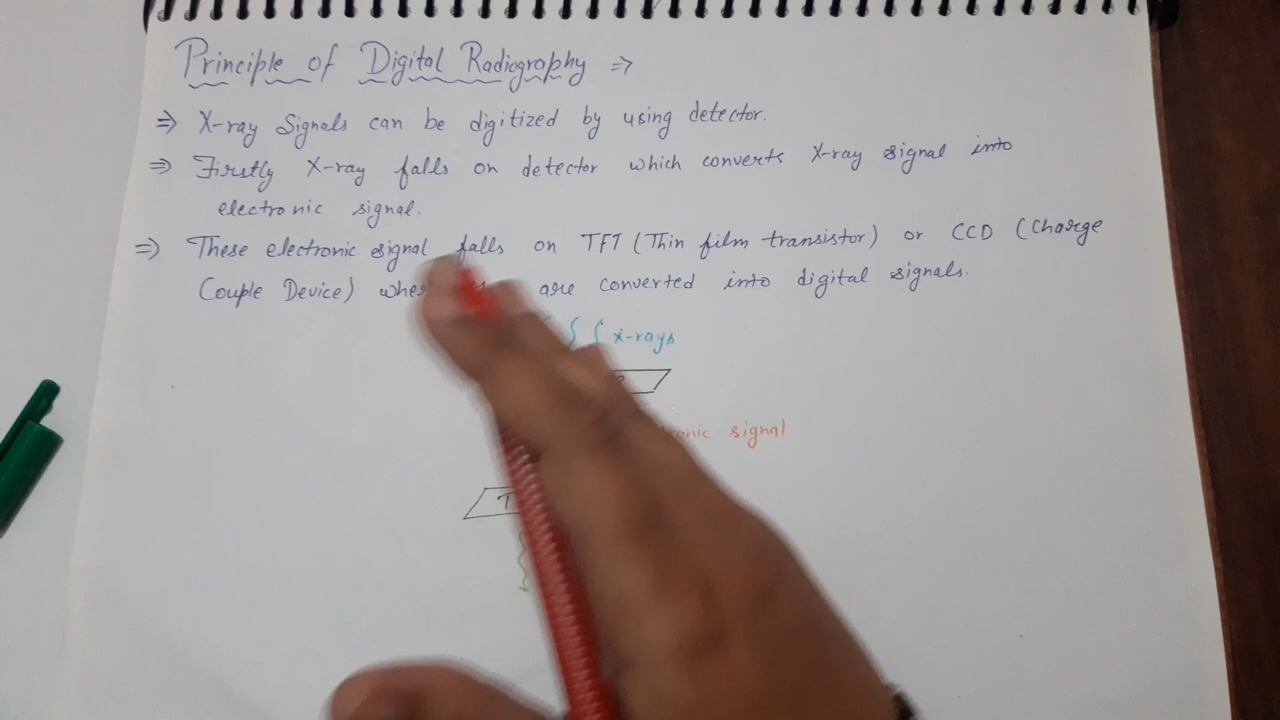 Principle of Digital Radiography ⇒
⇒ X-ray Signals can be digitized by using detector.
⇒ Firstly X-ray falls on detector which converts X-ray signal into
electronic signal.
⇒ These electronic signal falls on TFT (Thin film transistor) or CCD (Charge
Couple Device) are converted into digital signals.
x-rays
signal